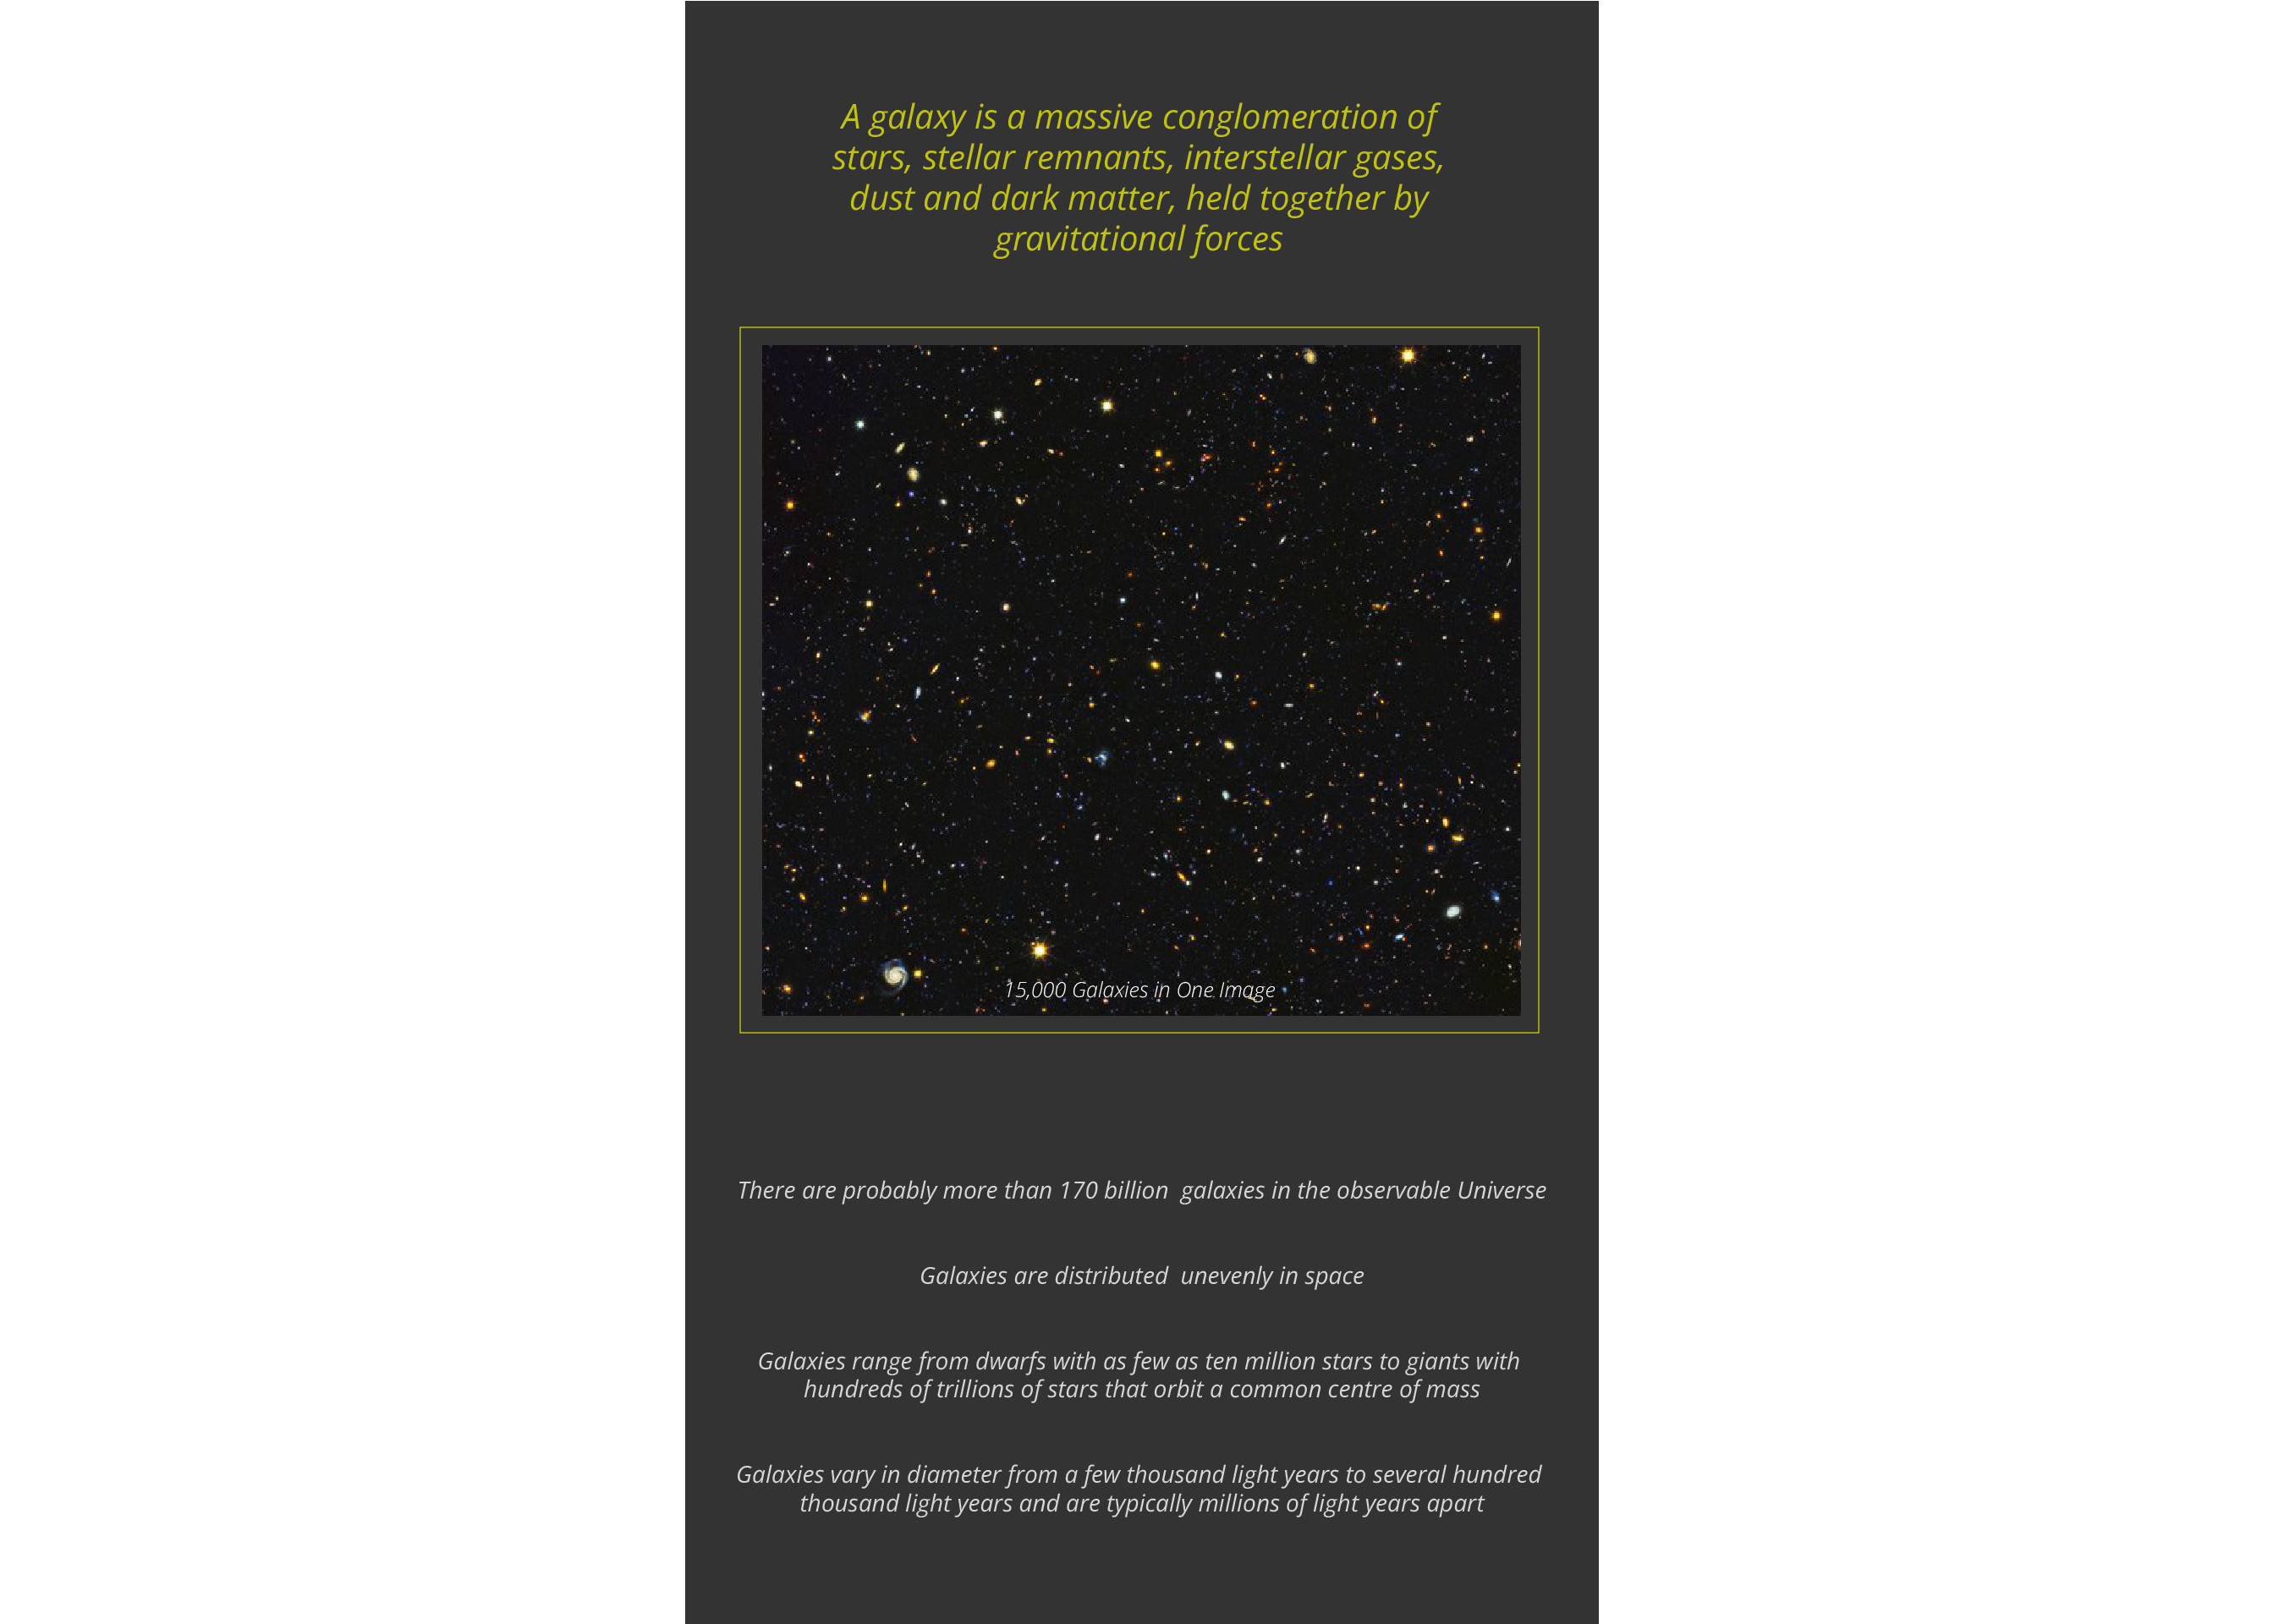 A galaxy is a massive conglomeration of
stars, stellar remnants, interstellar gases,
dust and dark matter, held together by
gravitational forces
15,000 Galaxies in One Image
There are probably more than 170 billion  galaxies in the observable Universe
Galaxies are distributed  unevenly in space
Galaxies range from dwarfs with as few as ten million stars to giants with
hundreds of trillions of stars that orbit a common centre of mass
Galaxies vary in diameter from a few thousand light years to several hundred
thousand light years and are typically millions of light years apart